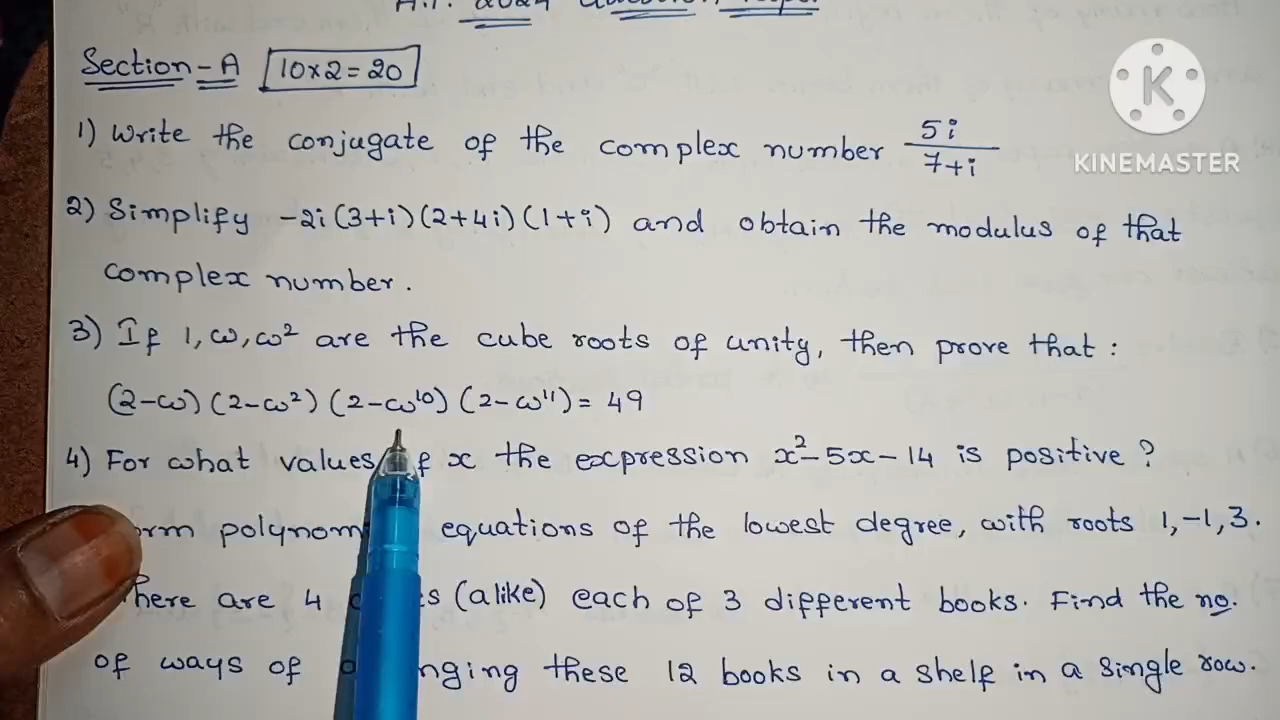 A.P. 2024 Question Paper
Section-A 10×2=20
K
KINEMASTER
1) Write the conjugate of the complex number 5i/7+i
2) Simplify -2i(3+i)(2+4i)(1+i) and obtain the modulus of that
complex number.
3) If 1, ω, ω² are the cube roots of unity, then prove that :
(2-ω) (2-ω²) (2-ω¹⁰) (2-ω¹¹) = 49
4) For what values of x the expression x²-5x-14 is positive ?
equations of the lowest degree, with roots 1, -1, 3.
are 4 (alike) each of 3 different books. Find the no.
of ways of these 12 books in a shelf in a single row.